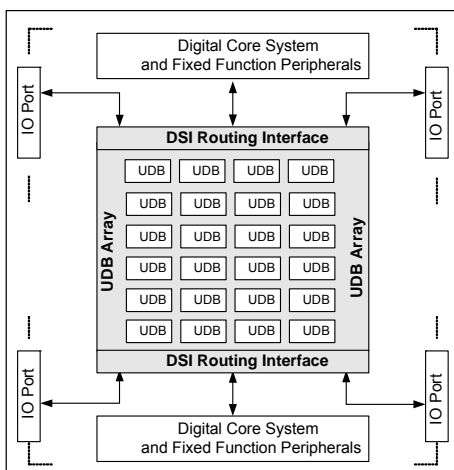 Digital Core System
and Fixed Function Peripherals
IO Port
IO Port
DSI Routing Interface
UDB Array
UDB Array
UDB UDB UDB UDB
UDB UDB UDB UDB
UDB UDB UDB UDB
UDB UDB UDB UDB
UDB UDB UDB UDB
UDB UDB UDB UDB
DSI Routing Interface
IO Port
IO Port
Digital Core System
and Fixed Function Peripherals